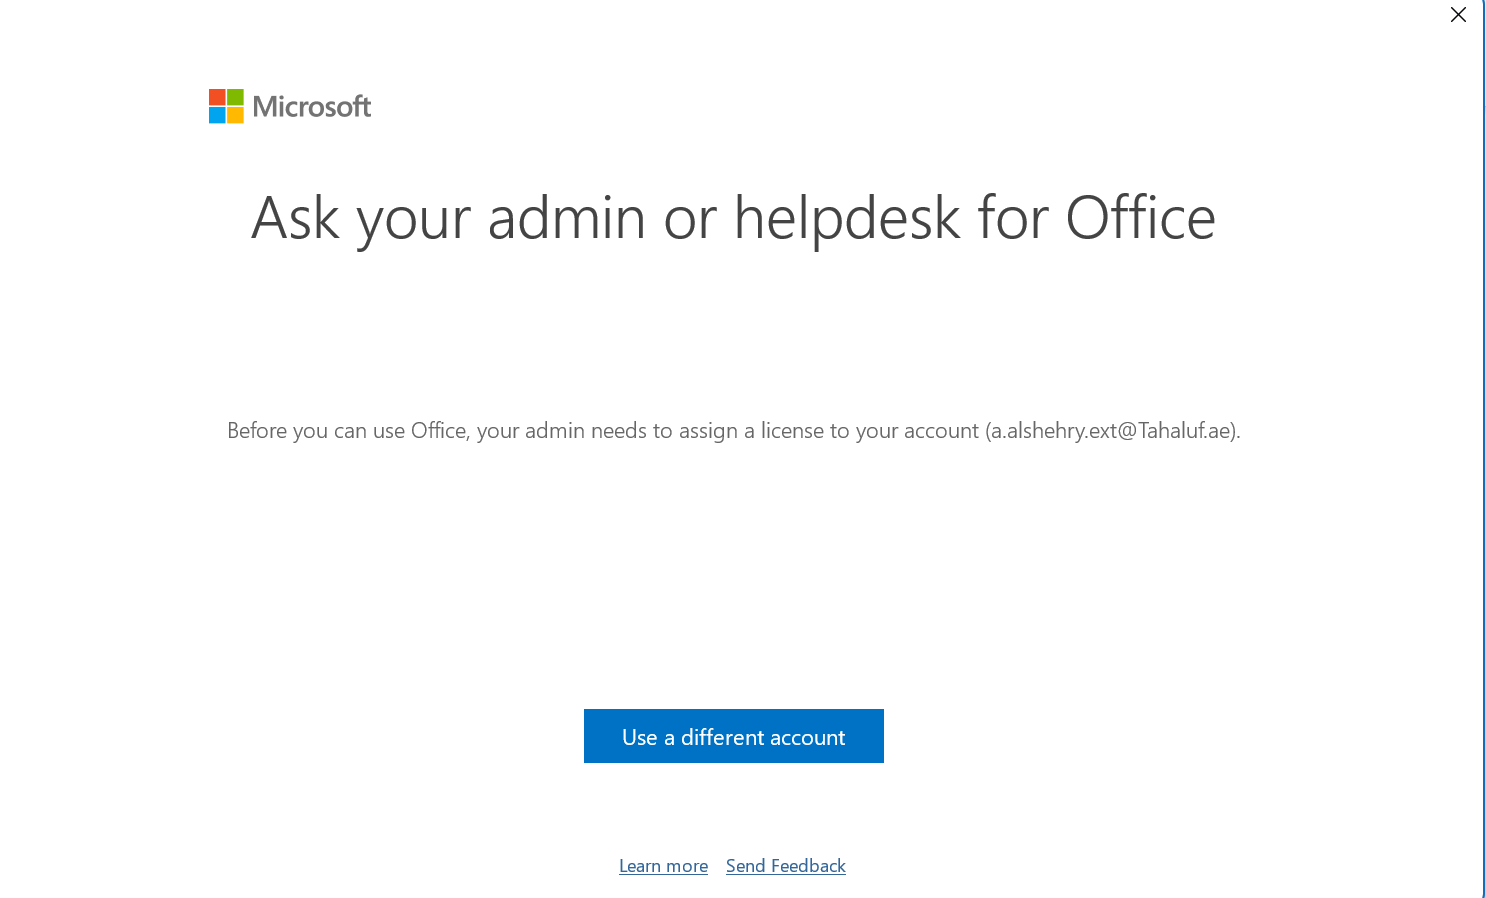 Microsoft
Ask your admin or helpdesk for Office
Before you can use Office, your admin needs to assign a license to your account (a.alshehry.ext@Tahaluf.ae).
Use a different account
Learn more Send Feedback